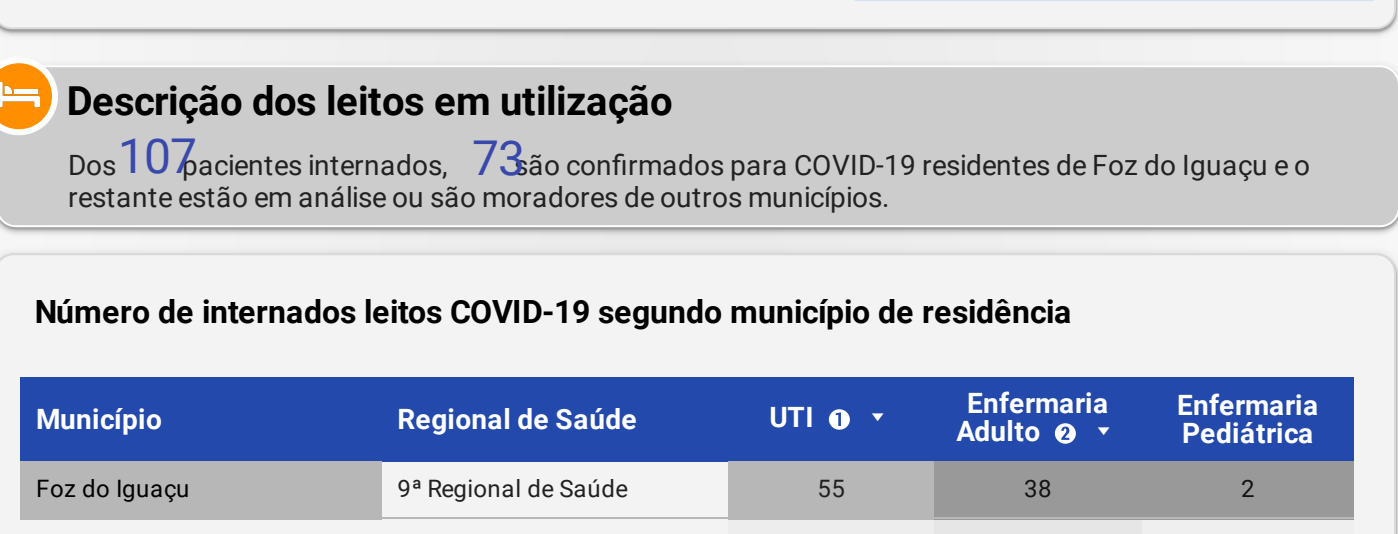 Descrição dos leitos em utilização
Dos 107 pacientes internados, 73 são confirmados para COVID-19 residentes de Foz do Iguaçu e o
restante estão em análise ou são moradores de outros municípios.
Número de internados leitos COVID-19 segundo município de residência
Município Regional de Saúde UTI ❶ Enfermaria Adulto ❷ Enfermaria Pediátrica
Foz do Iguaçu 9ª Regional de Saúde 55 38 2